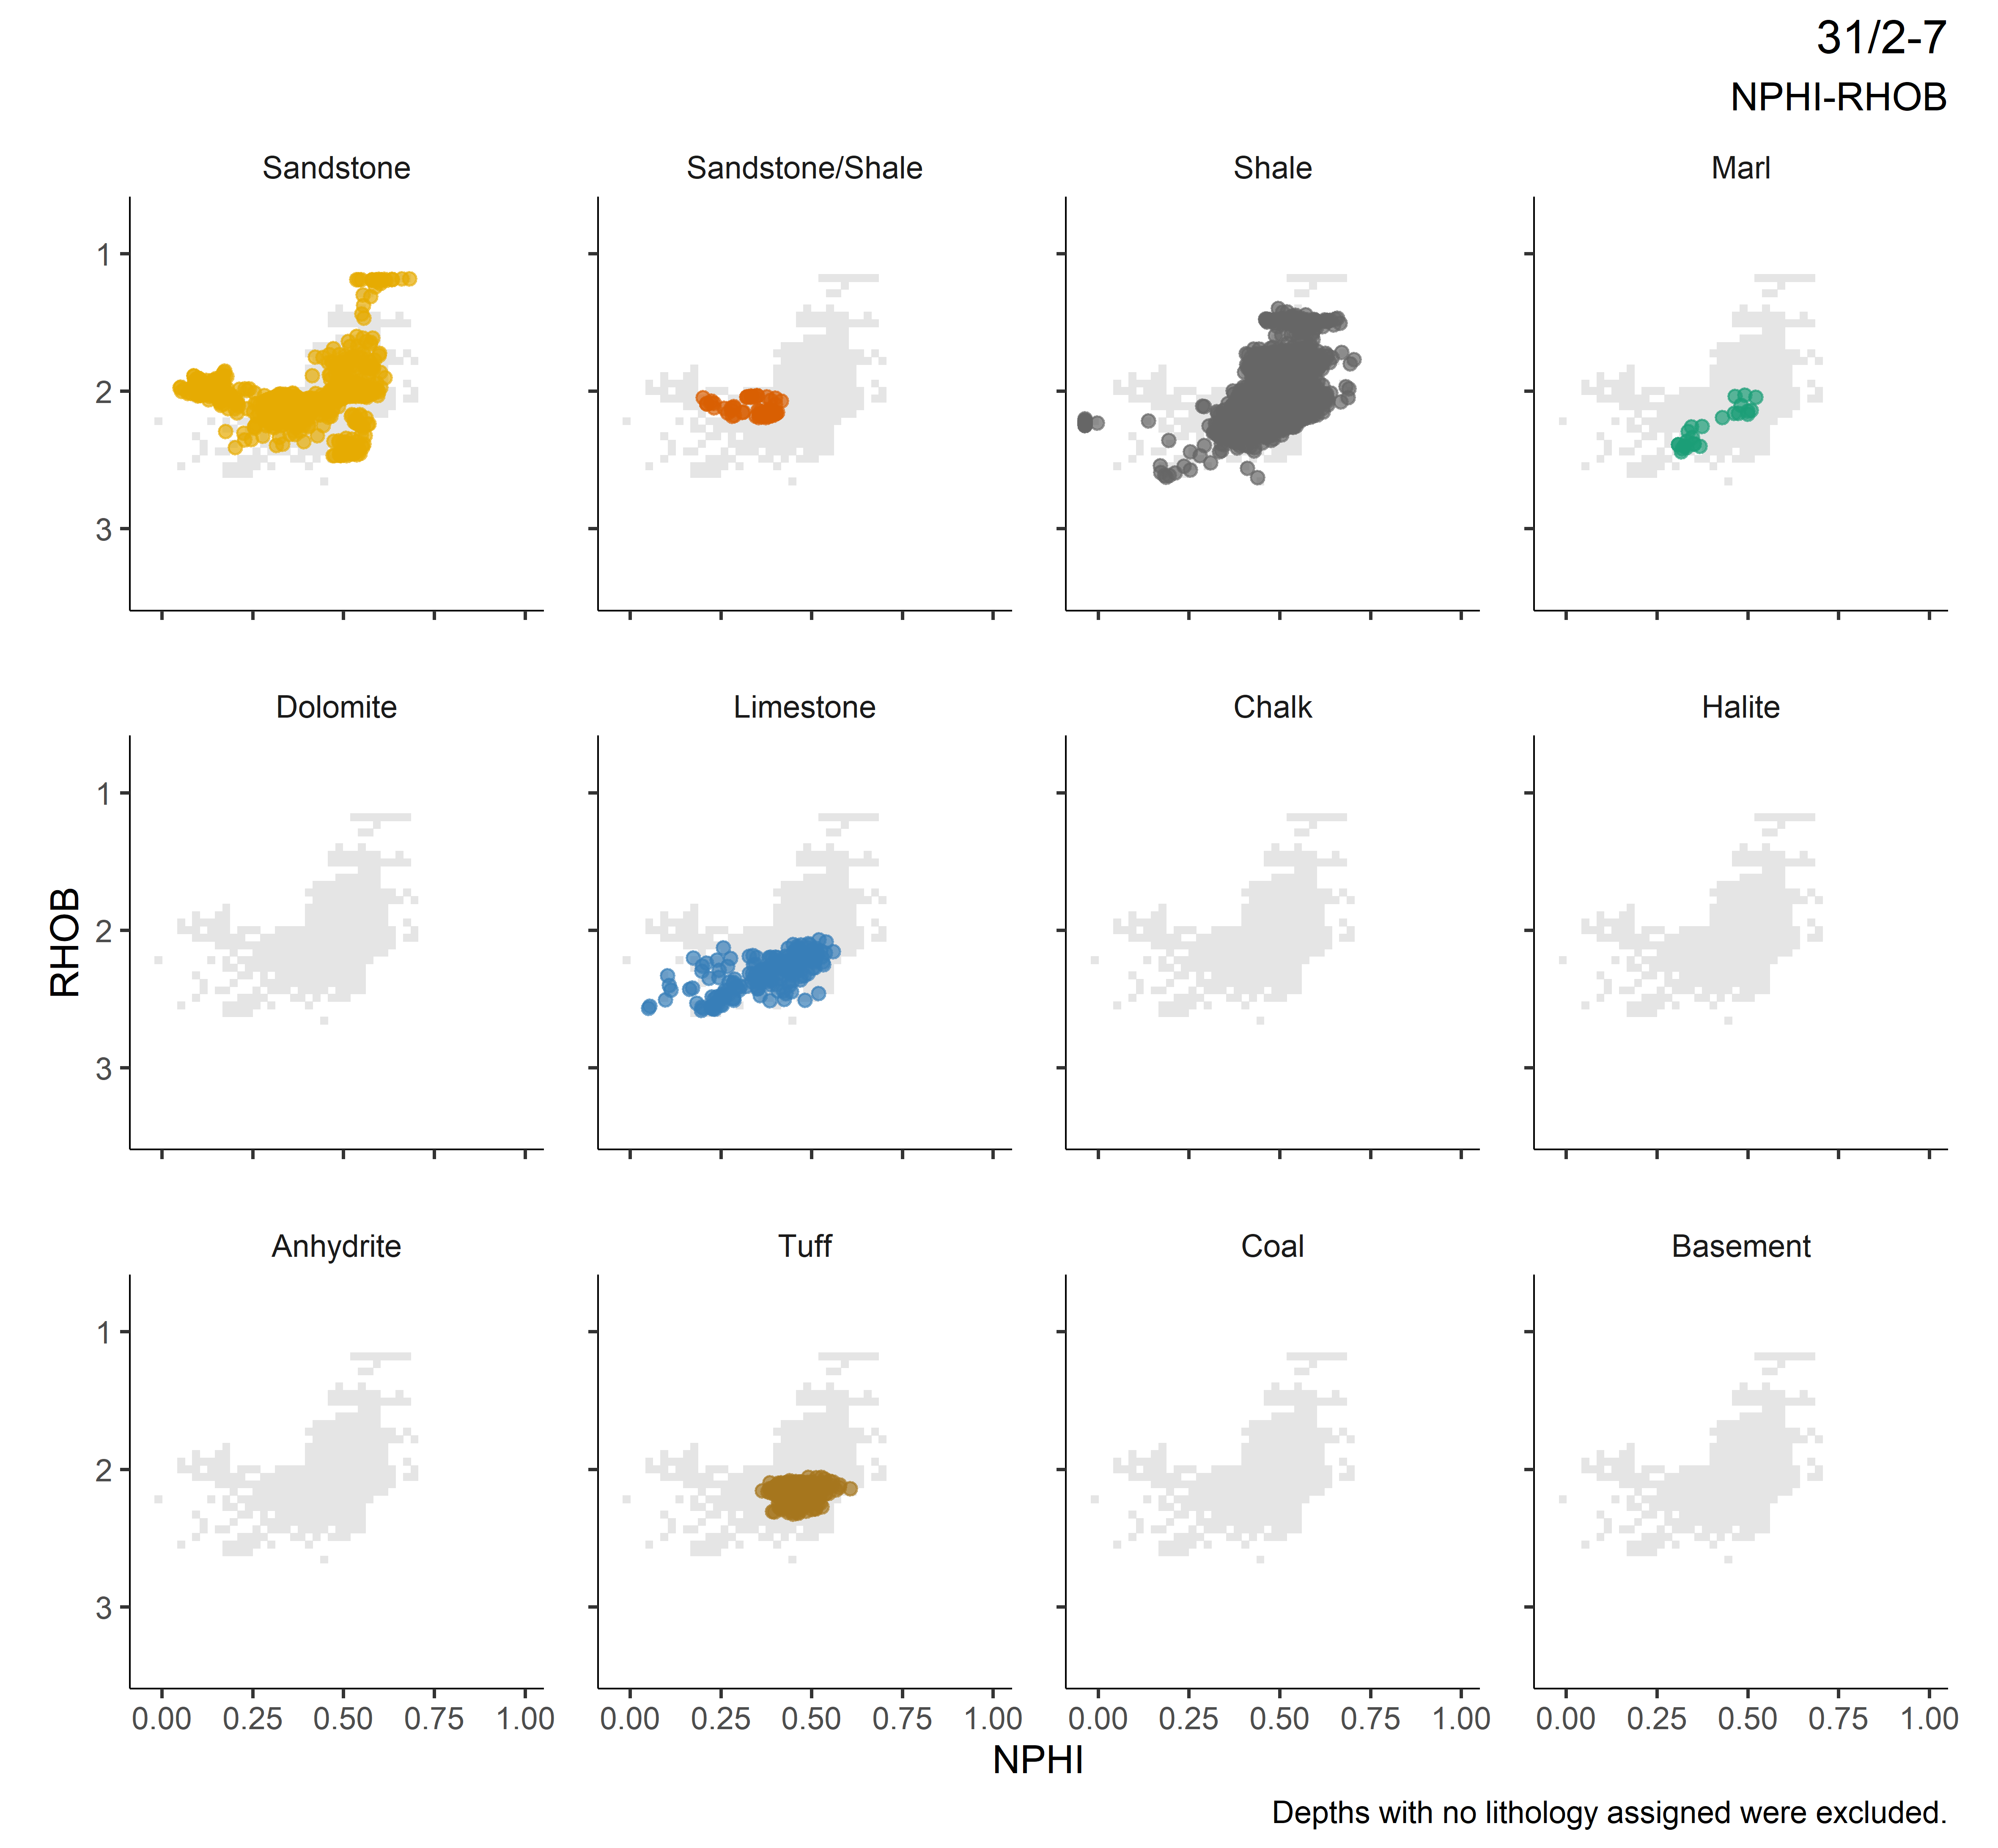 31/2-7
NPHI-RHOB
Sandstone Sandstone/Shale Shale Marl
1
2
3
Dolomite Limestone Chalk Halite
1
2
3
RHOB
Anhydrite Tuff Coal Basement
1
2
3
0.00 0.25 0.50 0.75 1.00 0.00 0.25 0.50 0.75 1.00 0.00 0.25 0.50 0.75 1.00 0.00 0.25 0.50 0.75 1.00
NPHI
Depths with no lithology assigned were excluded.